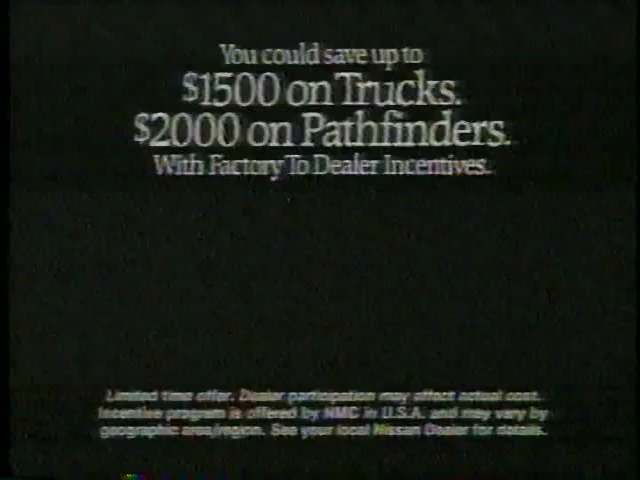 You could save up to
$1500 on Trucks.
$2000 on Pathfinders.
With Factory To Dealer Incentives.
Limited time offer. Dealer participation may affect actual cost.
Incentive program is offered by NMC in U.S.A. and may vary by
geographic area/region. See your local Nissan Dealer for details.